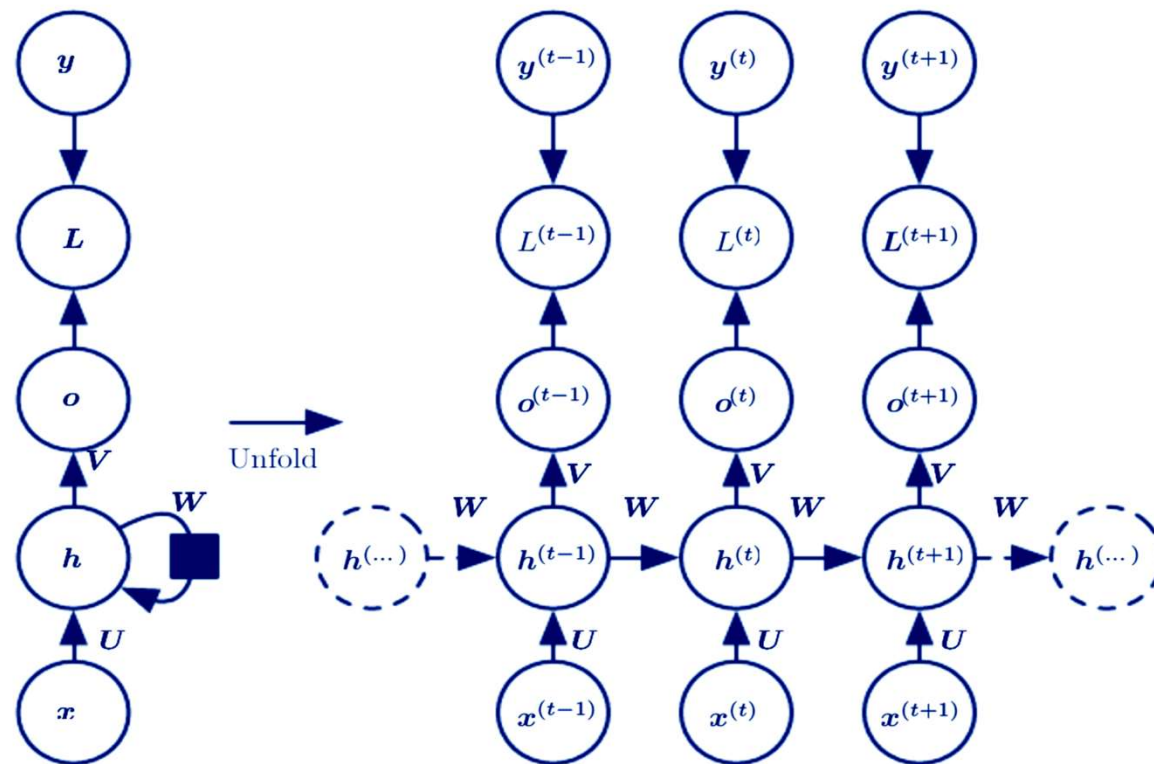 y y^(t−1) y^(t) y^(t+1)
L L^(t−1) L^(t) L^(t+1)
o o^(t−1) o^(t) o^(t+1)
Unfold
V V V V
W W W W W
h h^(...) h^(t−1) h^(t) h^(t+1) h^(...)
U U U U
x x^(t−1) x^(t) x^(t+1)